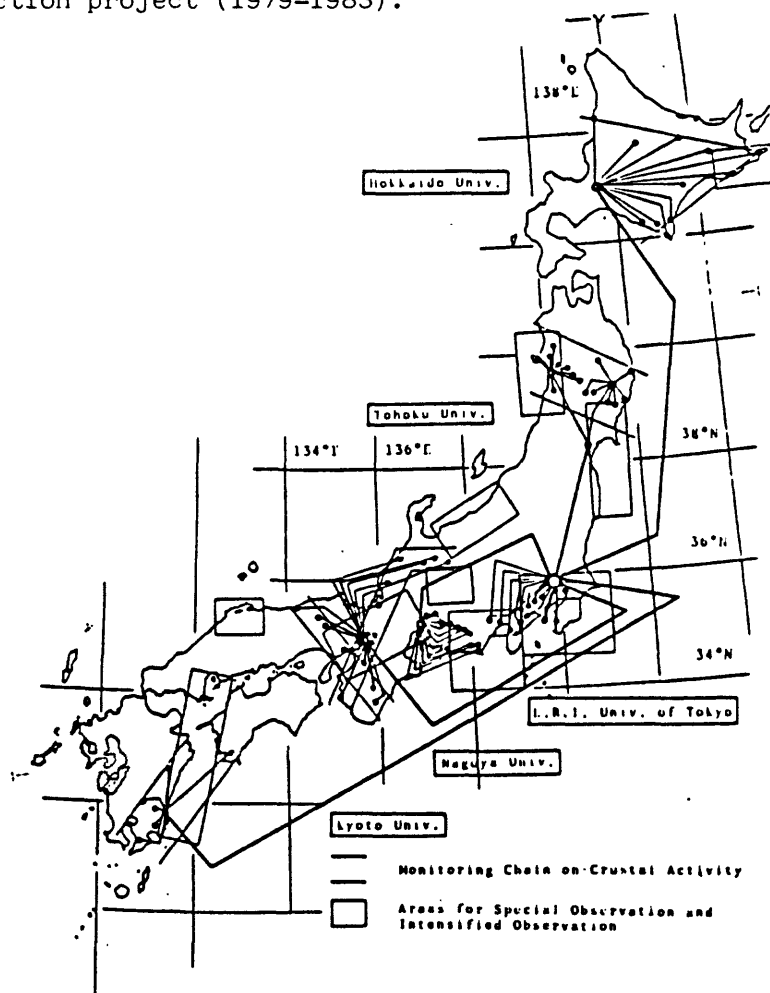 ction project (1979-1983).
138°E
Hokkaido Univ.
Tohoku Univ.
134°E
136°E
38°N
36°N
34°N
E.R.I. Univ. of Tokyo
Nagoya Univ.
Kyoto Univ.
Monitoring Chain on Crustal Activity
Areas for Special Observation and
Intensified Observation